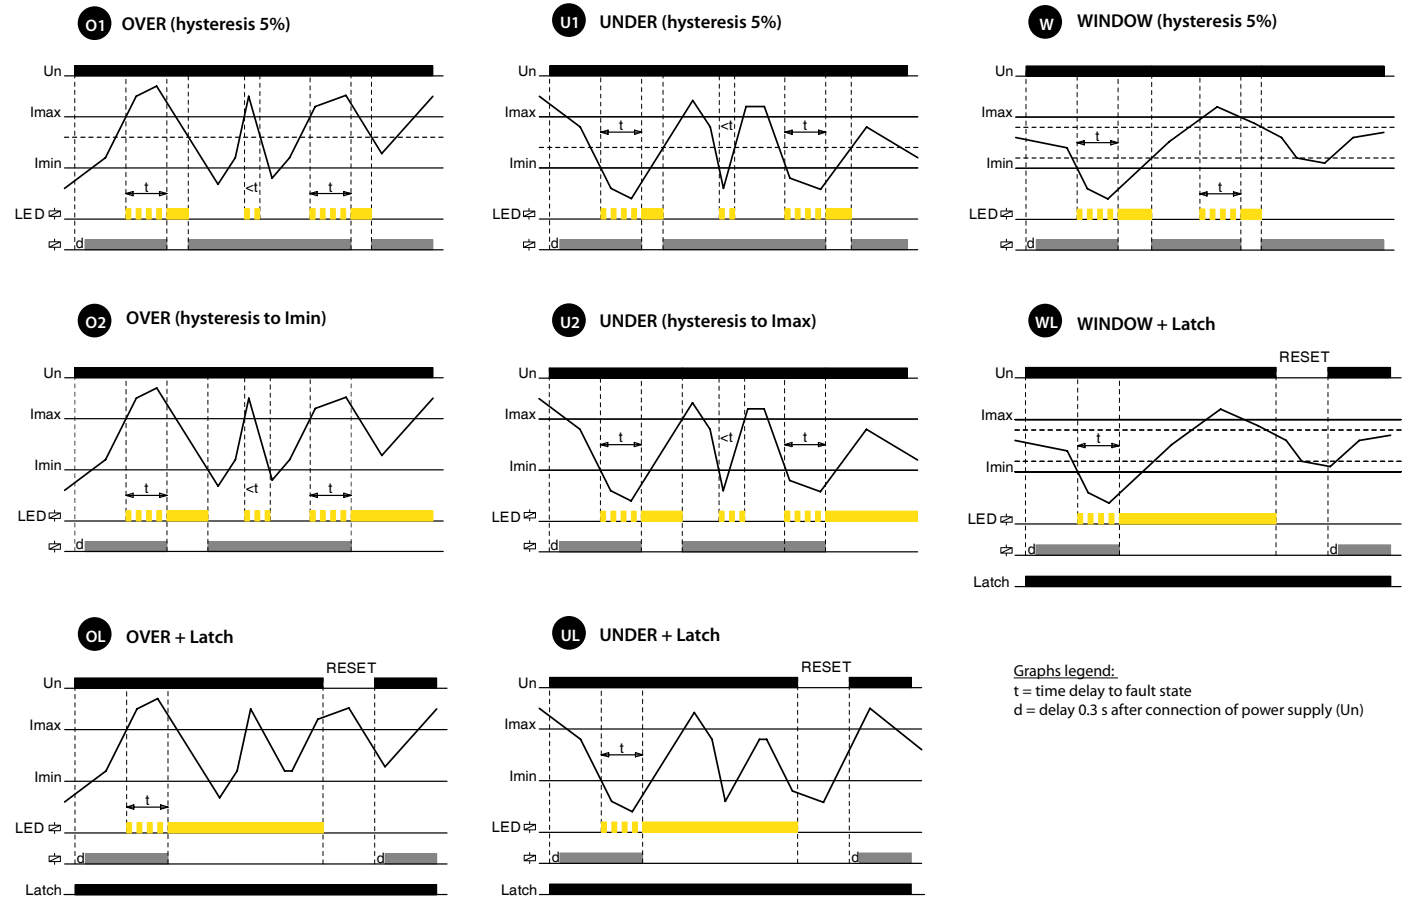 O1 OVER (hysteresis 5%)
Un
Imax
Imin
t
<t
t
LED
d
U1 UNDER (hysteresis 5%)
Un
Imax
t
<t
t
Imin
LED
d
W WINDOW (hysteresis 5%)
Un
Imax
t
Imin
t
LED
d
O2 OVER (hysteresis to Imin)
Un
Imax
Imin
t
<t
t
LED
d
U2 UNDER (hysteresis to Imax)
Un
Imax
t
<t
t
Imin
LED
d
WL WINDOW + Latch
RESET
Un
Imax
t
Imin
LED
d
d
Latch
OL OVER + Latch
RESET
Un
Imax
Imin
t
LED
d
d
Latch
UL UNDER + Latch
RESET
Un
Imax
t
Imin
LED
d
d
Latch
Graphs legend:
t = time delay to fault state
d = delay 0.3 s after connection of power supply (Un)